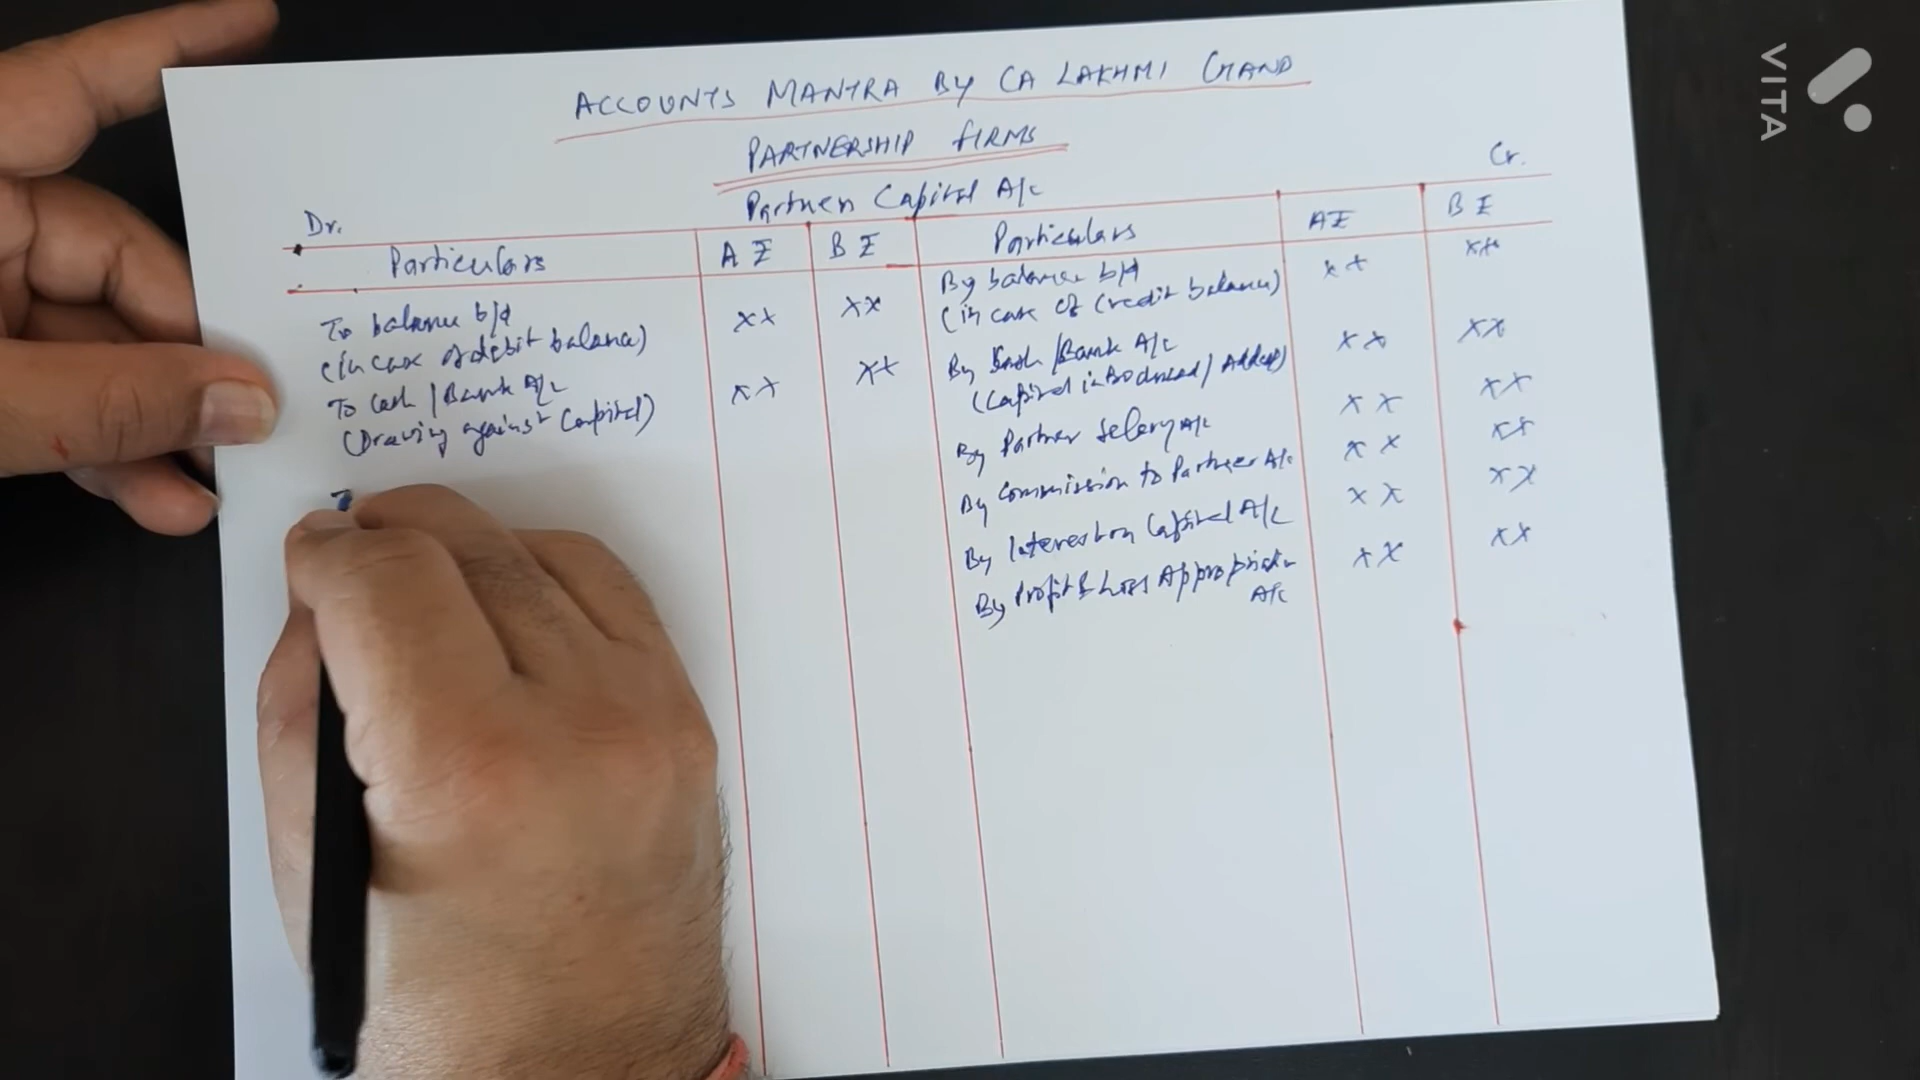 ACCOUNTS MANTRA BY CA LAKHMI CHAND
PARTNERSHIP FIRMS
Partner Capital A/c
Dr.
Cr.
Particulars A ₹ B ₹ Particulars A ₹ B ₹
To balance b/d xx xx
(in case of debit balance)
To Cash / Bank A/c xx xx
(Drawing against Capital)
By balance b/d xx xx
(in case of Credit balance)
By Cash / Bank A/c xx xx
(Capital introduced / Added)
By Partner Salary A/c xx xx
By Commission to Partner A/c xx xx
By Interest on Capital A/c xx xx
By Profit & Loss Appropriation xx xx
A/c
VITA